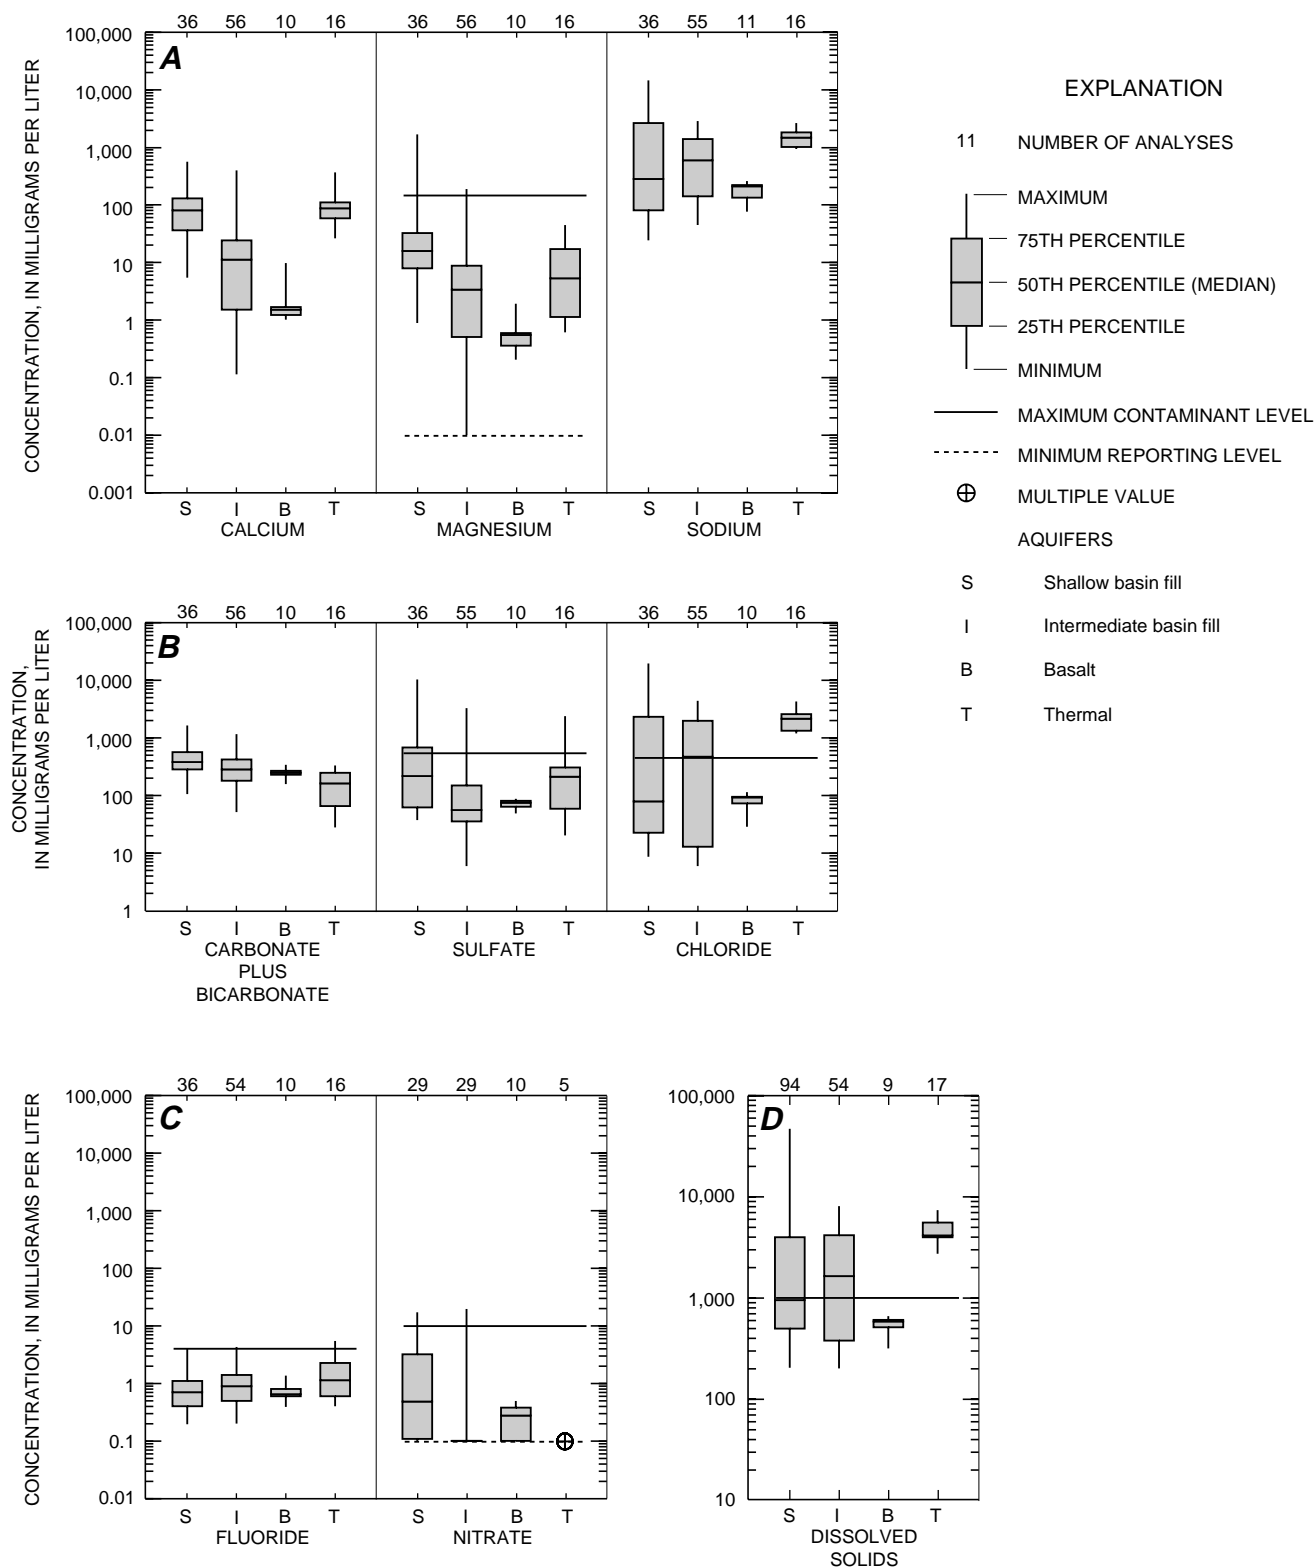 36 56 10 16 36 56 10 16 36 55 11 16
A
CONCENTRATION, IN MILLIGRAMS PER LITER
100,000
10,000
1,000
100
10
1
0.1
0.01
0.001
S I B T S I B T S I B T
CALCIUM MAGNESIUM SODIUM
EXPLANATION
11 NUMBER OF ANALYSES
MAXIMUM
75TH PERCENTILE
50TH PERCENTILE (MEDIAN)
25TH PERCENTILE
MINIMUM
MAXIMUM CONTAMINANT LEVEL
MINIMUM REPORTING LEVEL
MULTIPLE VALUE
AQUIFERS
S Shallow basin fill
I Intermediate basin fill
B Basalt
T Thermal
36 56 10 16 36 55 10 16 36 55 10 16
B
CONCENTRATION,
IN MILLIGRAMS PER LITER
100,000
10,000
1,000
100
10
1
S I B T S I B T S I B T
CARBONATE
PLUS
BICARBONATE
SULFATE CHLORIDE
36 54 10 16 29 29 10 5
C
CONCENTRATION, IN MILLIGRAMS PER LITER
100,000
10,000
1,000
100
10
1
0.1
0.01
S I B T S I B T
FLUORIDE NITRATE
94 54 9 17
D
100,000
10,000
1,000
100
10
S I B T
DISSOLVED
SOLIDS